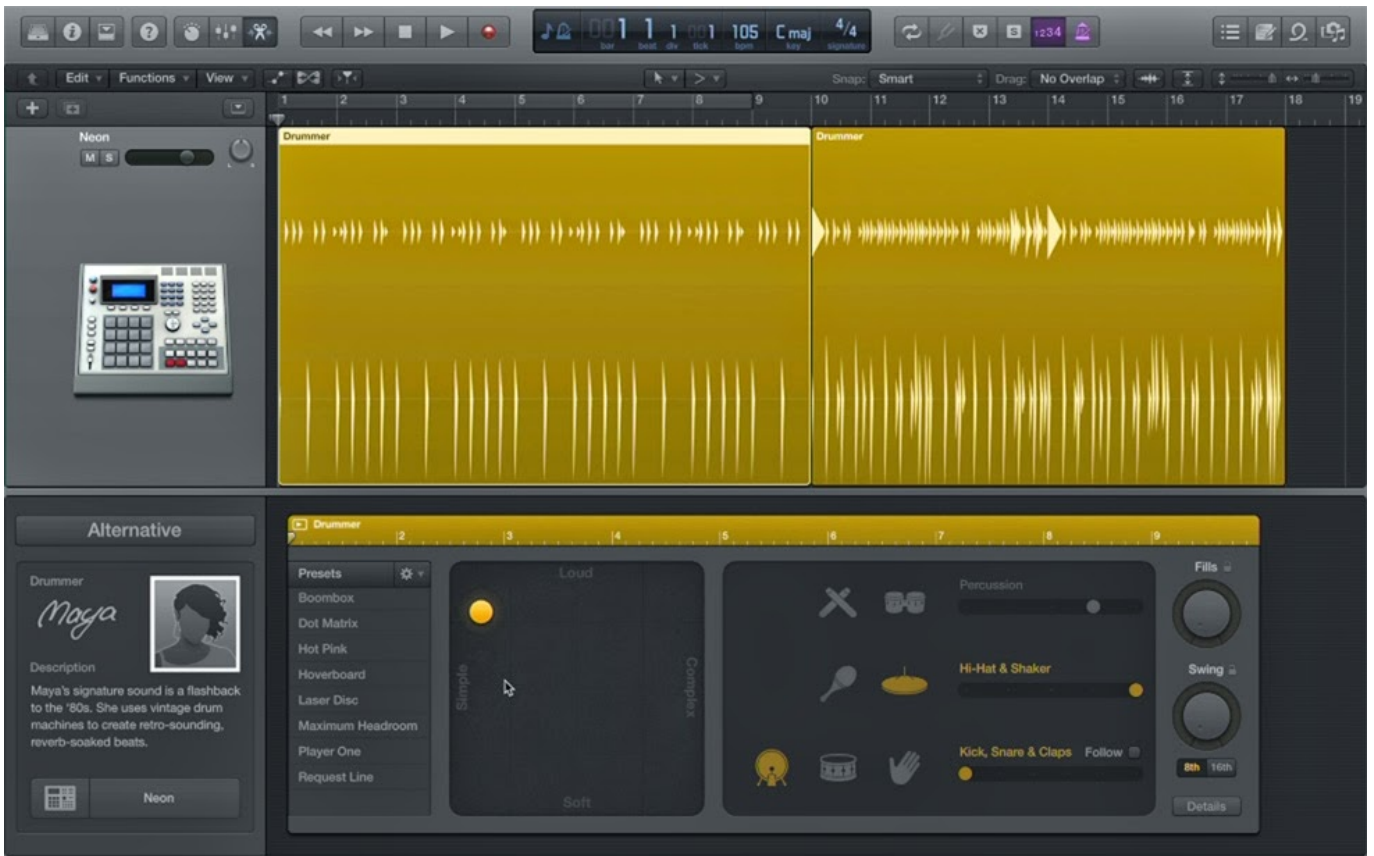 1234
001 1 1 001 105 C maj 4/4
bar beat div tick bpm key signature
Edit Functions View Snap: Smart Drag: No Overlap
1 2 3 4 5 6 7 8 9 10 11 12 13 14 15 16 17 18 19
Neon
M S
Drummer Drummer
Alternative
Drummer
Maya
Description
Maya's signature sound is a flashback
to the '80s. She uses vintage drum
machines to create retro-sounding,
reverb-soaked beats.
Neon
Drummer
2 3 4 5 6 7 8 9
Presets
Boombox
Dot Matrix
Hot Pink
Hoverboard
Laser Disc
Maximum Headroom
Player One
Request Line
Loud
Simple
Complex
Soft
Percussion
Hi-Hat & Shaker
Kick, Snare & Claps Follow
Fills
Swing
8th 16th
Details